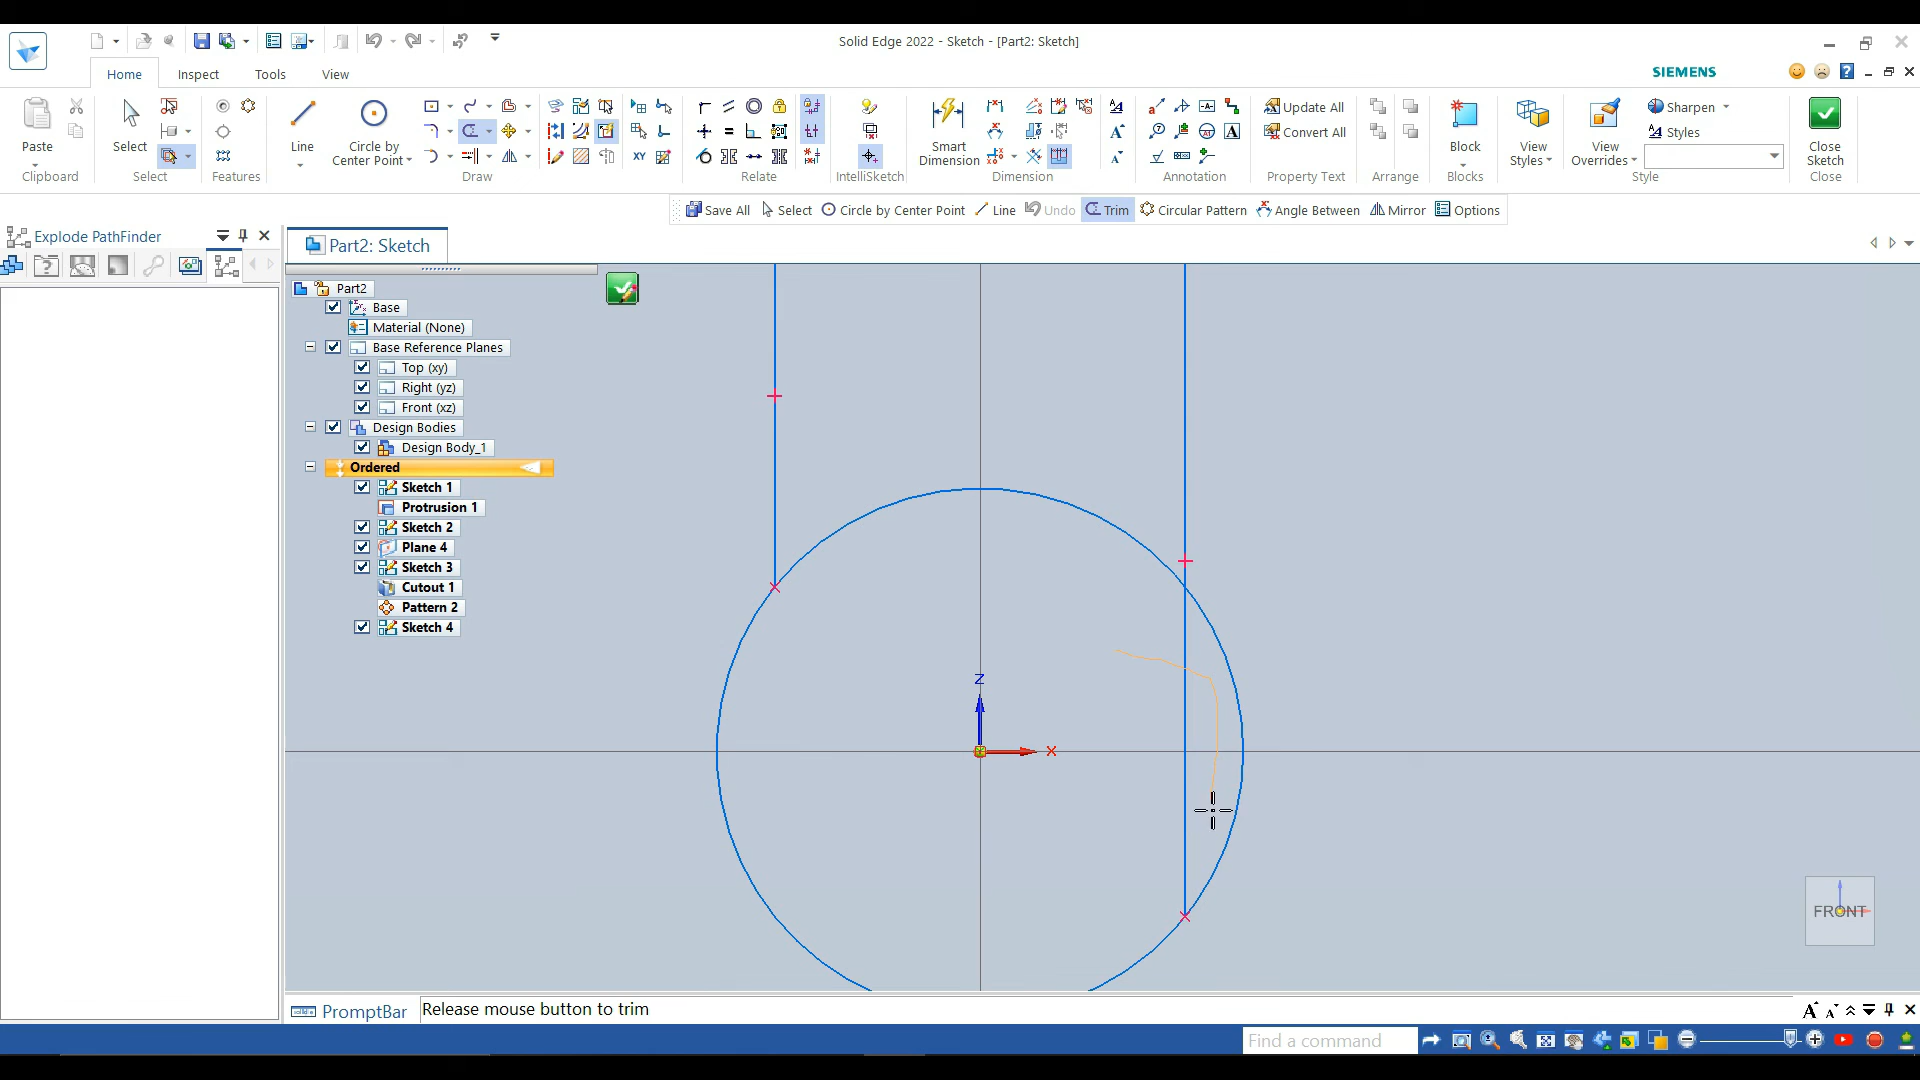 Solid Edge 2022 - Sketch - [Part2: Sketch]
Home
Inspect
Tools
View
SIEMENS
Paste
Clipboard
Select
Select
Features
Line
Circle by
Center Point
Draw
Relate
IntelliSketch
Smart
Dimension
Dimension
Annotation
Update All
Convert All
Property Text
Arrange
Block
Blocks
View
Styles
View
Overrides
Sharpen
Styles
Style
Close
Sketch
Close
Save All
Select
Circle by Center Point
Line
Undo
Trim
Circular Pattern
Angle Between
Mirror
Options
Explode PathFinder
Part2: Sketch
Part2
Base
Material (None)
Base Reference Planes
Top (xy)
Right (yz)
Front (xz)
Design Bodies
Design Body_1
Ordered
Sketch 1
Protrusion 1
Sketch 2
Plane 4
Sketch 3
Cutout 1
Pattern 2
Sketch 4
Z
X
FRONT
PromptBar
Release mouse button to trim
Find a command